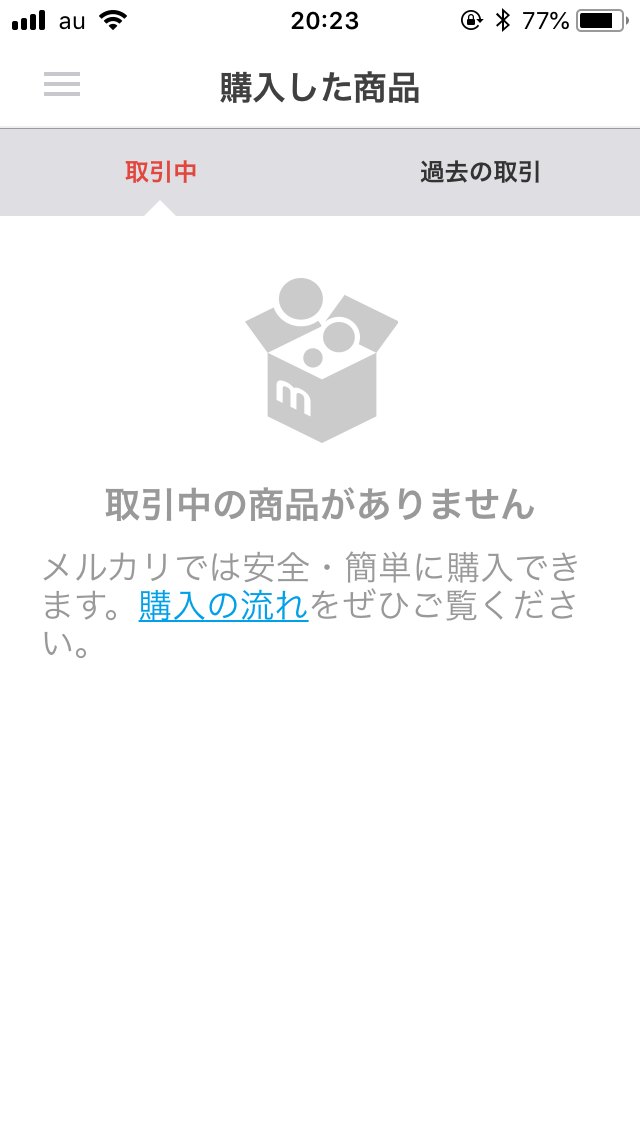 au 20:23 77%
購入した商品
取引中 過去の取引
m
取引中の商品がありません
メルカリでは安全・簡単に購入でき
ます。購入の流れをぜひご覧くださ
い。